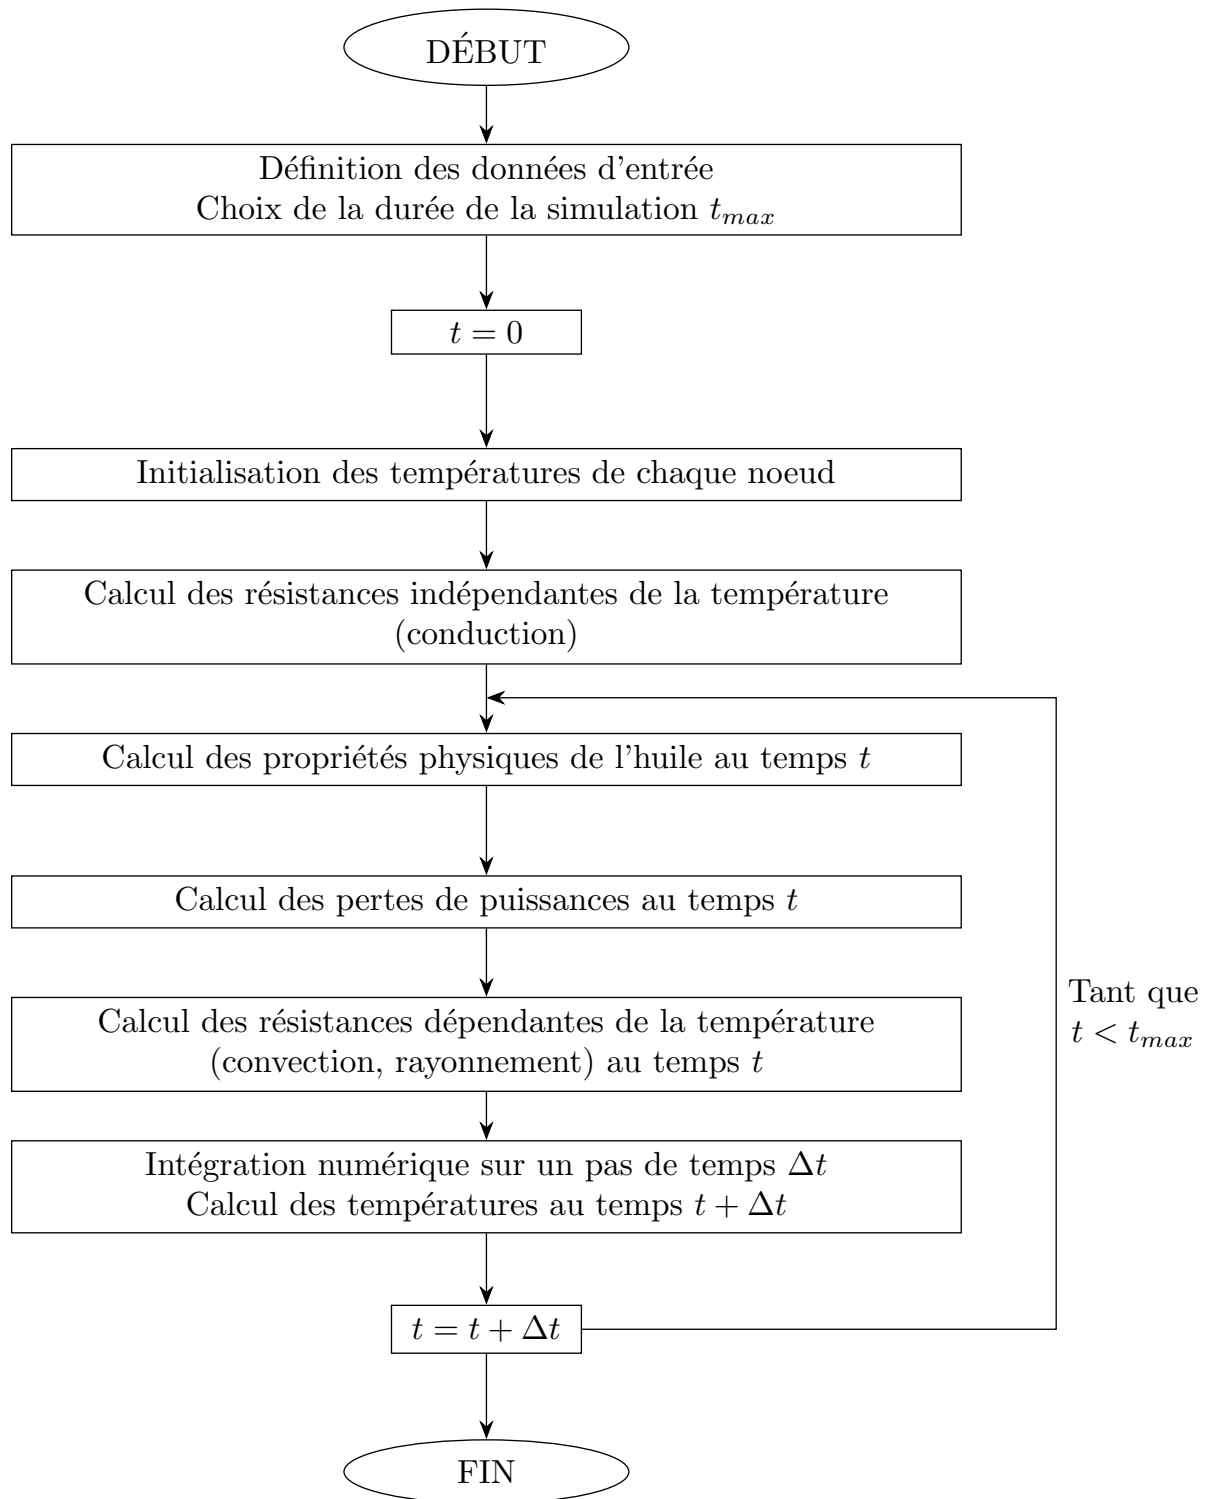 DÉBUT
Définition des données d'entrée
Choix de la durée de la simulation $t_{max}$
$t = 0$
Initialisation des températures de chaque noeud
Calcul des résistances indépendantes de la température
(conduction)
Calcul des propriétés physiques de l'huile au temps $t$
Calcul des pertes de puissances au temps $t$
Calcul des résistances dépendantes de la température
(convection, rayonnement) au temps $t$
Tant que
$t < t_{max}$
Intégration numérique sur un pas de temps $\Delta t$
Calcul des températures au temps $t + \Delta t$
$t = t + \Delta t$
FIN